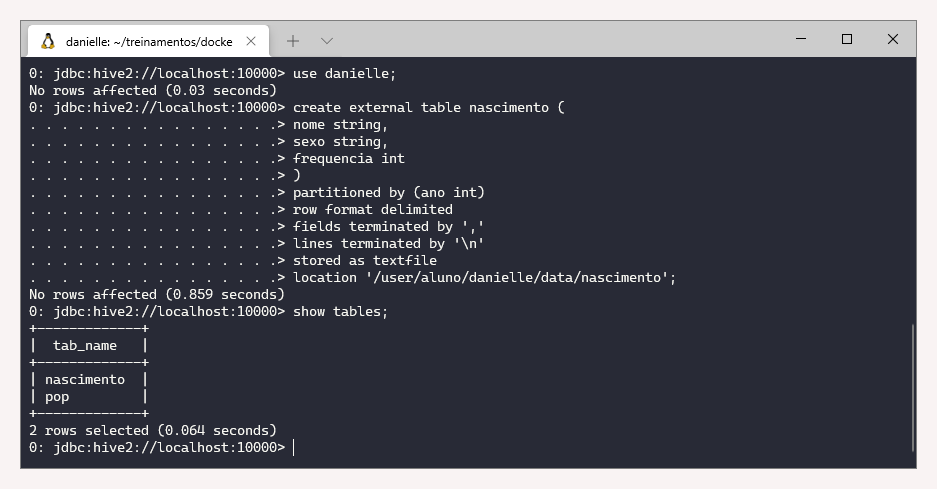 danielle: ~/treinamentos/docke
0: jdbc:hive2://localhost:10000> use danielle;
No rows affected (0.03 seconds)
0: jdbc:hive2://localhost:10000> create external table nascimento (
. . . . . . . . . . . . . . . .> nome string,
. . . . . . . . . . . . . . . .> sexo string,
. . . . . . . . . . . . . . . .> frequencia int
. . . . . . . . . . . . . . . .> )
. . . . . . . . . . . . . . . .> partitioned by (ano int)
. . . . . . . . . . . . . . . .> row format delimited
. . . . . . . . . . . . . . . .> fields terminated by ','
. . . . . . . . . . . . . . . .> lines terminated by '\n'
. . . . . . . . . . . . . . . .> stored as textfile
. . . . . . . . . . . . . . . .> location '/user/aluno/danielle/data/nascimento';
No rows affected (0.859 seconds)
0: jdbc:hive2://localhost:10000> show tables;
+-------------+
|  tab_name   |
+-------------+
| nascimento  |
| pop         |
+-------------+
2 rows selected (0.064 seconds)
0: jdbc:hive2://localhost:10000>